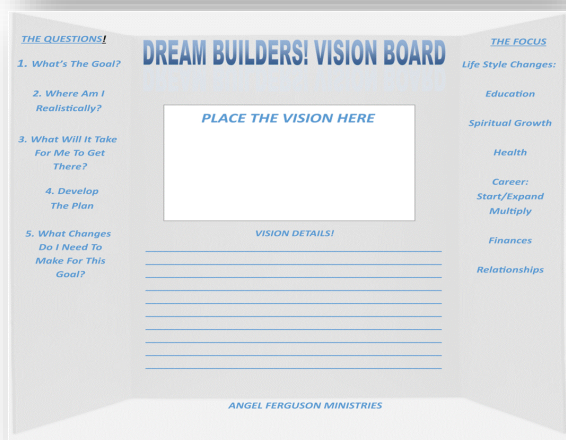 THE QUESTIONS!
1. What's The Goal?
2. Where Am I
Realistically?
3. What Will It Take
For Me To Get
There?
4. Develop
The Plan
5. What Changes
Do I Need To
Make For This
Goal?
DREAM BUILDERS! VISION BOARD
PLACE THE VISION HERE
VISION DETAILS!
ANGEL FERGUSON MINISTRIES
THE FOCUS
Life Style Changes:
Education
Spiritual Growth
Health
Career:
Start/Expand
Multiply
Finances
Relationships